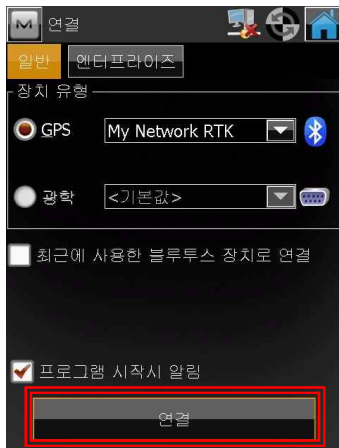 M 연결
일반 엔터프라이즈
장치 유형
GPS My Network RTK
광학 <기본값>
최근에 사용한 블루투스 장치로 연결
프로그램 시작시 알림
연결